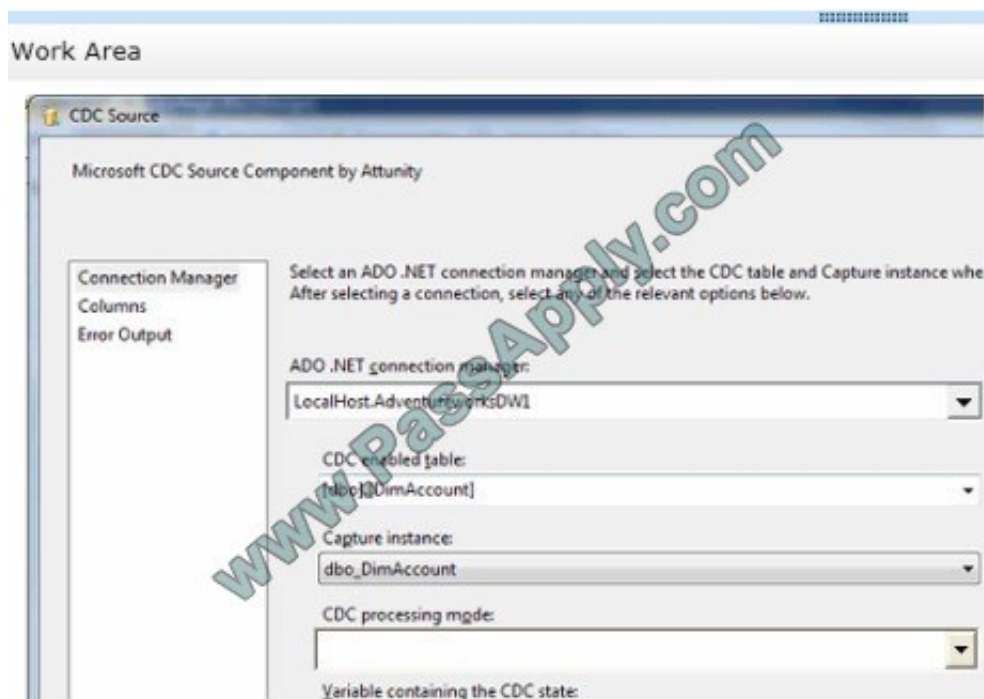 Work Area
CDC Source
Microsoft CDC Source Component by Attunity
Connection Manager
Columns
Error Output
Select an ADO .NET connection manager and select the CDC table and Capture instance whe
After selecting a connection, select any of the relevant options below.
ADO .NET connection manager:
LocalHost.AdventureworksDW1
CDC enabled table:
[dbo].[DimAccount]
Capture instance:
dbo_DimAccount
CDC processing mode:
Variable containing the CDC state:
www.PassApply.com